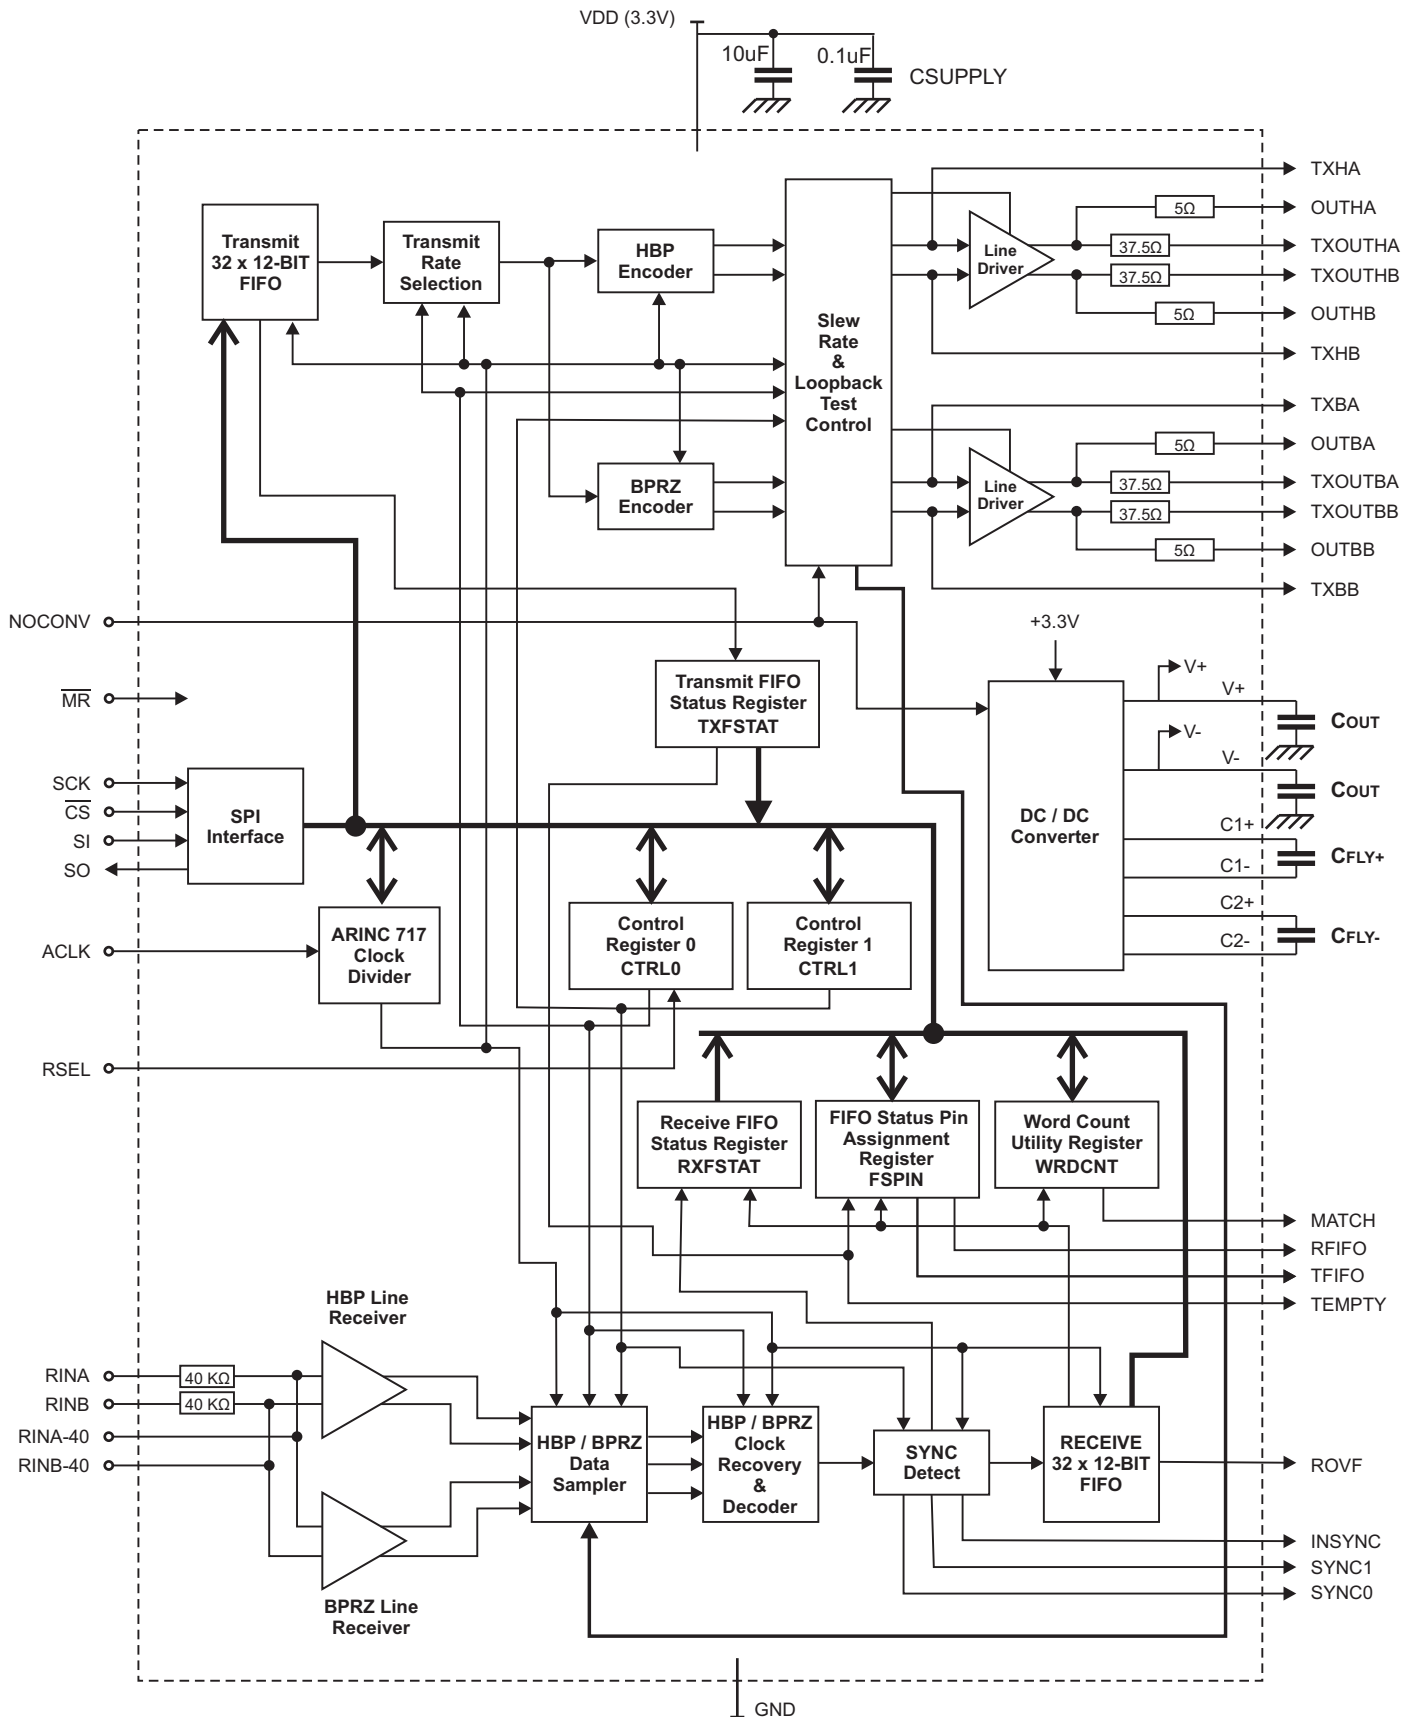 VDD (3.3V)
10uF
0.1uF
CSUPPLY
Transmit
32 x 12-BIT
FIFO
Transmit
Rate
Selection
HBP
Encoder
BPRZ
Encoder
Slew
Rate
&
Loopback
Test
Control
Line
Driver
5Ω
37.5Ω
37.5Ω
5Ω
TXHA
OUTHA
TXOUTHA
TXOUTHB
OUTHB
TXHB
Line
Driver
5Ω
37.5Ω
37.5Ω
5Ω
TXBA
OUTBA
TXOUTBA
TXOUTBB
OUTBB
TXBB
NOCONV
MR
SCK
CS
SI
SO
ACLK
RSEL
SPI
Interface
Transmit FIFO
Status Register
TXFSTAT
+3.3V
DC / DC
Converter
V+
V+
V-
V-
C1+
C1-
C2+
C2-
COUT
COUT
CFLY+
CFLY-
ARINC 717
Clock
Divider
Control
Register 0
CTRL0
Control
Register 1
CTRL1
Receive FIFO
Status Register
RXFSTAT
FIFO Status Pin
Assignment
Register
FSPIN
Word Count
Utility Register
WRDCNT
MATCH
RFIFO
TFIFO
TEMPTY
HBP Line
Receiver
RINA
RINB
RINA-40
RINB-40
40 KΩ
40 KΩ
BPRZ Line
Receiver
HBP / BPRZ
Data
Sampler
HBP / BPRZ
Clock
Recovery
&
Decoder
SYNC
Detect
RECEIVE
32 x 12-BIT
FIFO
ROVF
INSYNC
SYNC1
SYNC0
GND